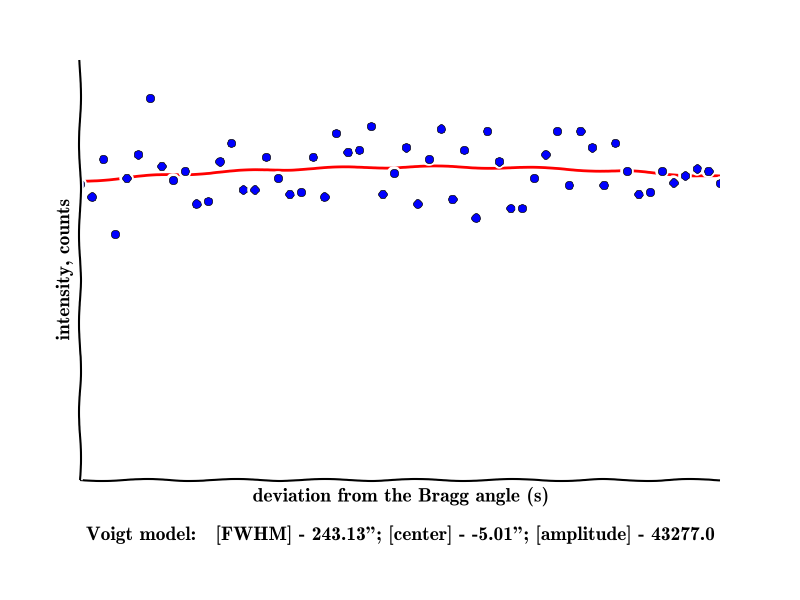 intensity, counts
deviation from the Bragg angle (s)
Voigt model: [FWHM] - 243.13”; [center] - -5.01”; [amplitude] - 43277.0